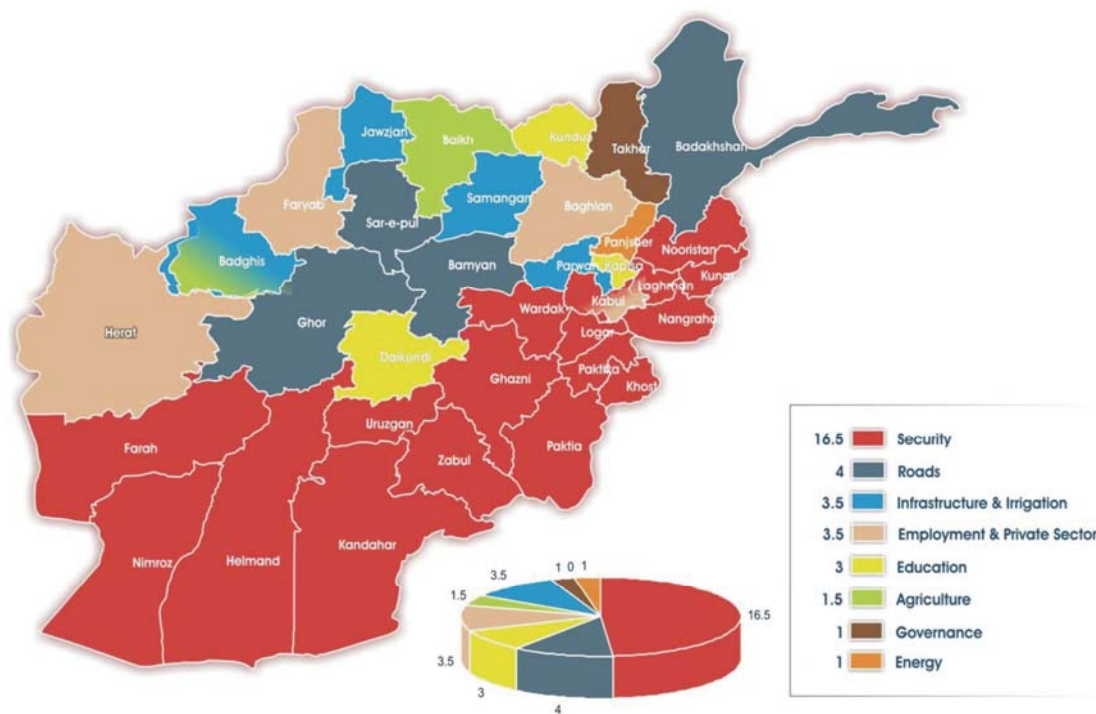 Jawzjan
Balkh
Kunduz
Takhar
Badakhshan
Faryab
Sar-e-pul
Samangan
Baghlan
Panjsher
Nooristan
Badghis
Bamyan
Parwan
Kapisa
Kunar
Laghman
Kabul
Wardak
Nangrahar
Herat
Ghor
Logar
Daikundi
Ghazni
Paktika
Khost
Uruzgan
Farah
Zabul
Paktia
Kandahar
Nimroz
Helmand
16.5 Security
4 Roads
3.5 Infrastructure & Irrigation
3.5 Employment & Private Sector
3 Education
1.5 Agriculture
1 Governance
1 Energy
3.5
1 0 1
1.5
16.5
3.5
3
4